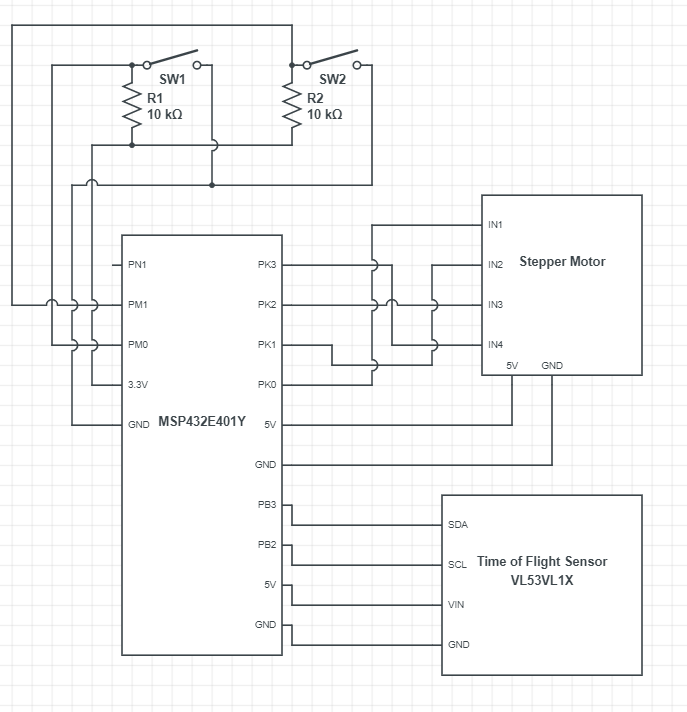 SW1
SW2
R1
10 kΩ
R2
10 kΩ
PN1
PM1
PM0
3.3V
GND
MSP432E401Y
PK3
PK2
PK1
PK0
5V
GND
PB3
PB2
5V
GND
IN1
IN2
IN3
IN4
Stepper Motor
5V
GND
SDA
SCL
VIN
GND
Time of Flight Sensor
VL53VL1X